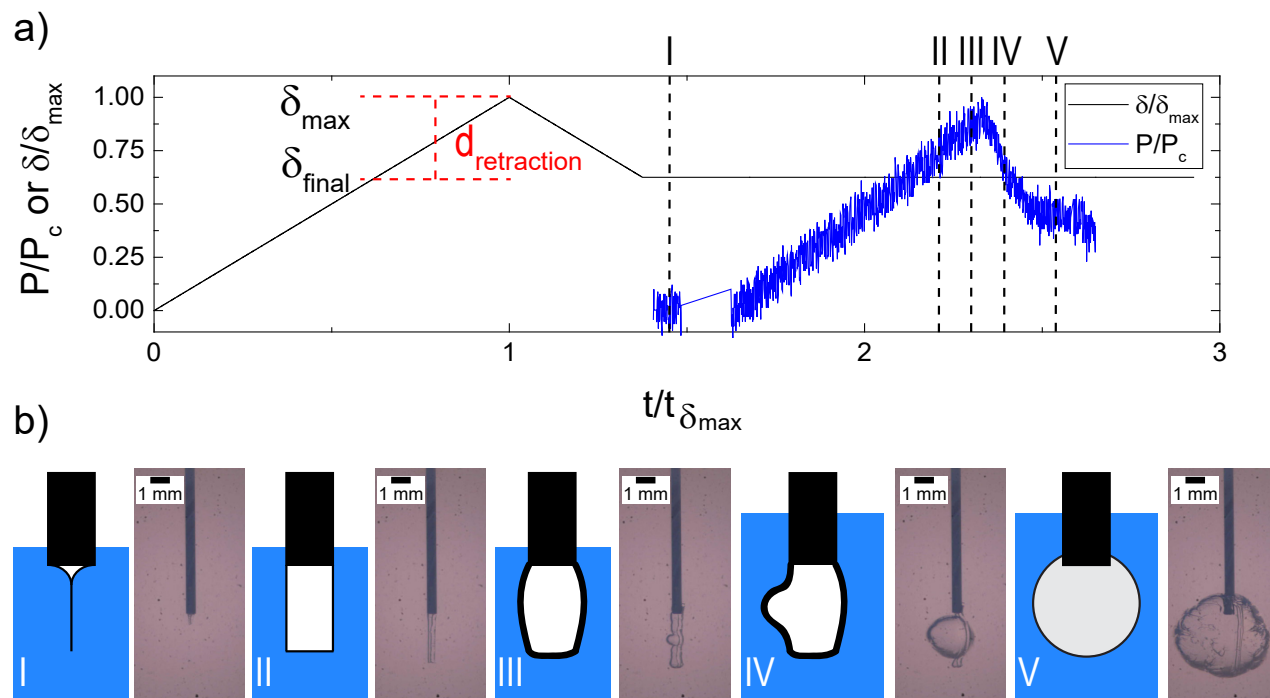 a)
I II III IV V
P/P_c or δ/δ_max
1.00
0.75
0.50
0.25
0.00
δ_max
δ_final
d_retraction
δ/δ_max
P/P_c
0 1 2 3
t/t_δ_max
b)
1 mm 1 mm 1 mm 1 mm 1 mm
I II III IV V